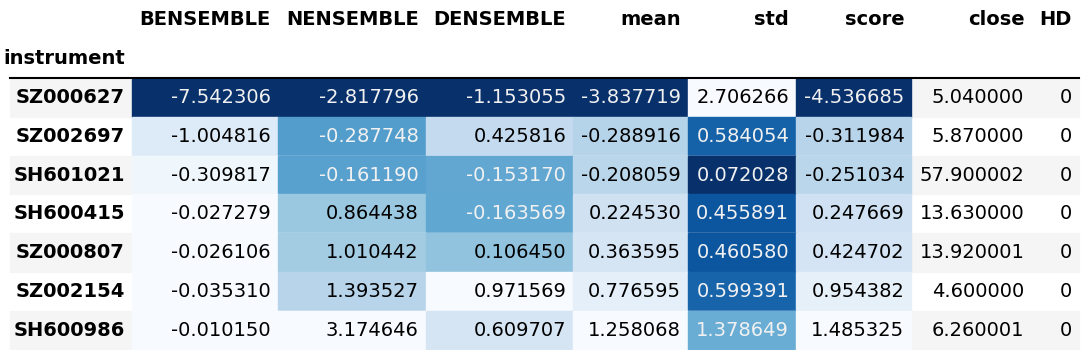 BENSEMBLE NENSEMBLE DENSEMBLE mean std score close HD
instrument
SZ000627 -7.542306 -2.817796 -1.153055 -3.837719 2.706266 -4.536685 5.040000 0
SZ002697 -1.004816 -0.287748 0.425816 -0.288916 0.584054 -0.311984 5.870000 0
SH601021 -0.309817 -0.161190 -0.153170 -0.208059 0.072028 -0.251034 57.900002 0
SH600415 -0.027279 0.864438 -0.163569 0.224530 0.455891 0.247669 13.630000 0
SZ000807 -0.026106 1.010442 0.106450 0.363595 0.460580 0.424702 13.920001 0
SZ002154 -0.035310 1.393527 0.971569 0.776595 0.599391 0.954382 4.600000 0
SH600986 -0.010150 3.174646 0.609707 1.258068 1.378649 1.485325 6.260001 0